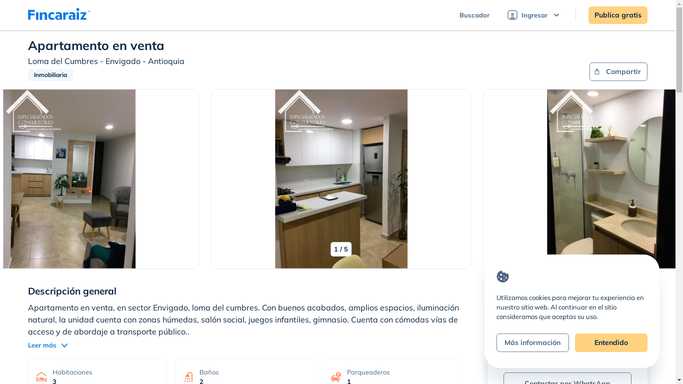 Fincaraiz
Buscador
Ingresar
Publica gratis
Apartamento en venta
Loma del Cumbres - Envigado - Antioquia
Inmobiliaria
Compartir
1 / 5
Descripción general
Apartamento en venta, en sector Envigado, loma del cumbres. Con buenos acabados, amplios espacios, iluminación
natural, la unidad cuenta con zonas húmedas, salón social, juegos infantiles, gimnasio. Cuenta con cómodas vías de
acceso y de abordaje a transporte público..
Leer más
Habitaciones
3
Baños
2
Parqueaderos
1
Utilizamos cookies para mejorar tu experiencia en
nuestro sitio web. Al continuar en el sitio
consideramos que aceptas su uso.
Más información
Entendido
Contactar por WhatsApp